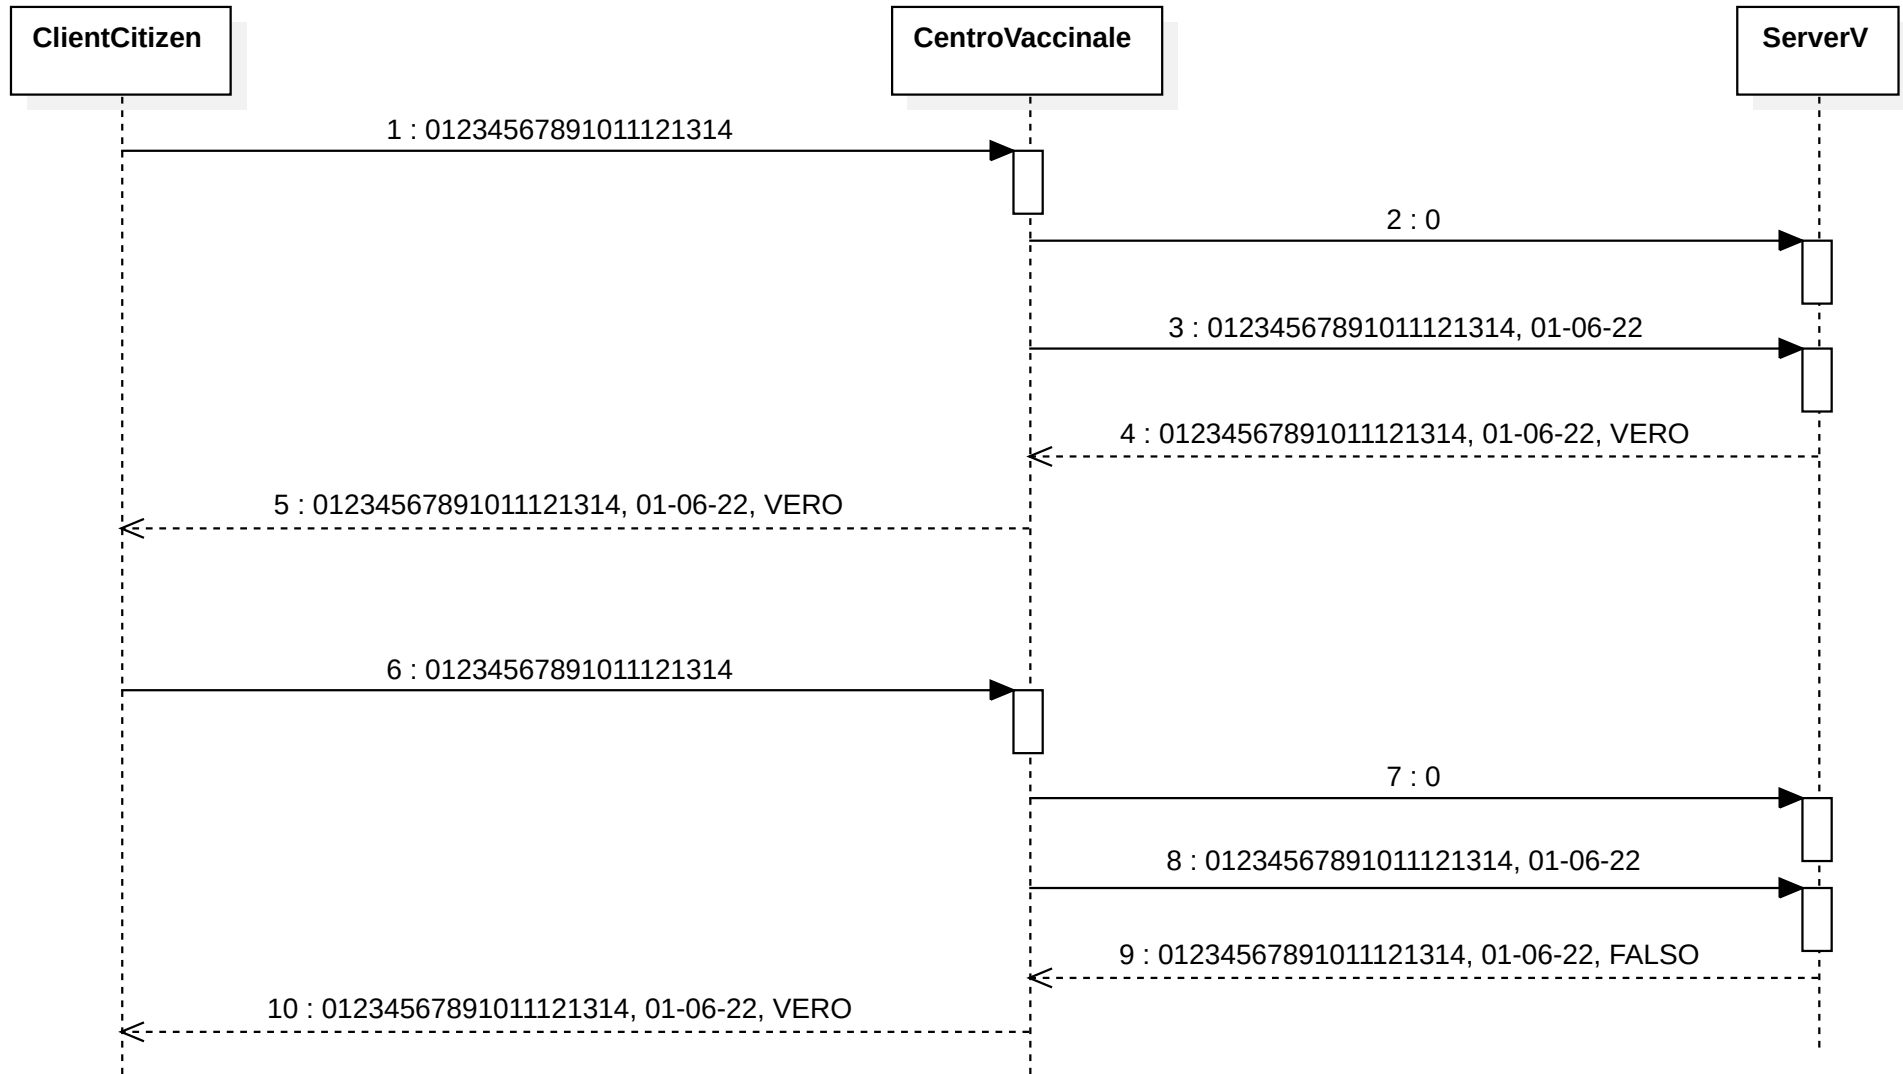 ClientCitizen
CentroVaccinale
ServerV
1 : 01234567891011121314
2 : 0
3 : 01234567891011121314, 01-06-22
4 : 01234567891011121314, 01-06-22, VERO
5 : 01234567891011121314, 01-06-22, VERO
6 : 01234567891011121314
7 : 0
8 : 01234567891011121314, 01-06-22
9 : 01234567891011121314, 01-06-22, FALSO
10 : 01234567891011121314, 01-06-22, VERO